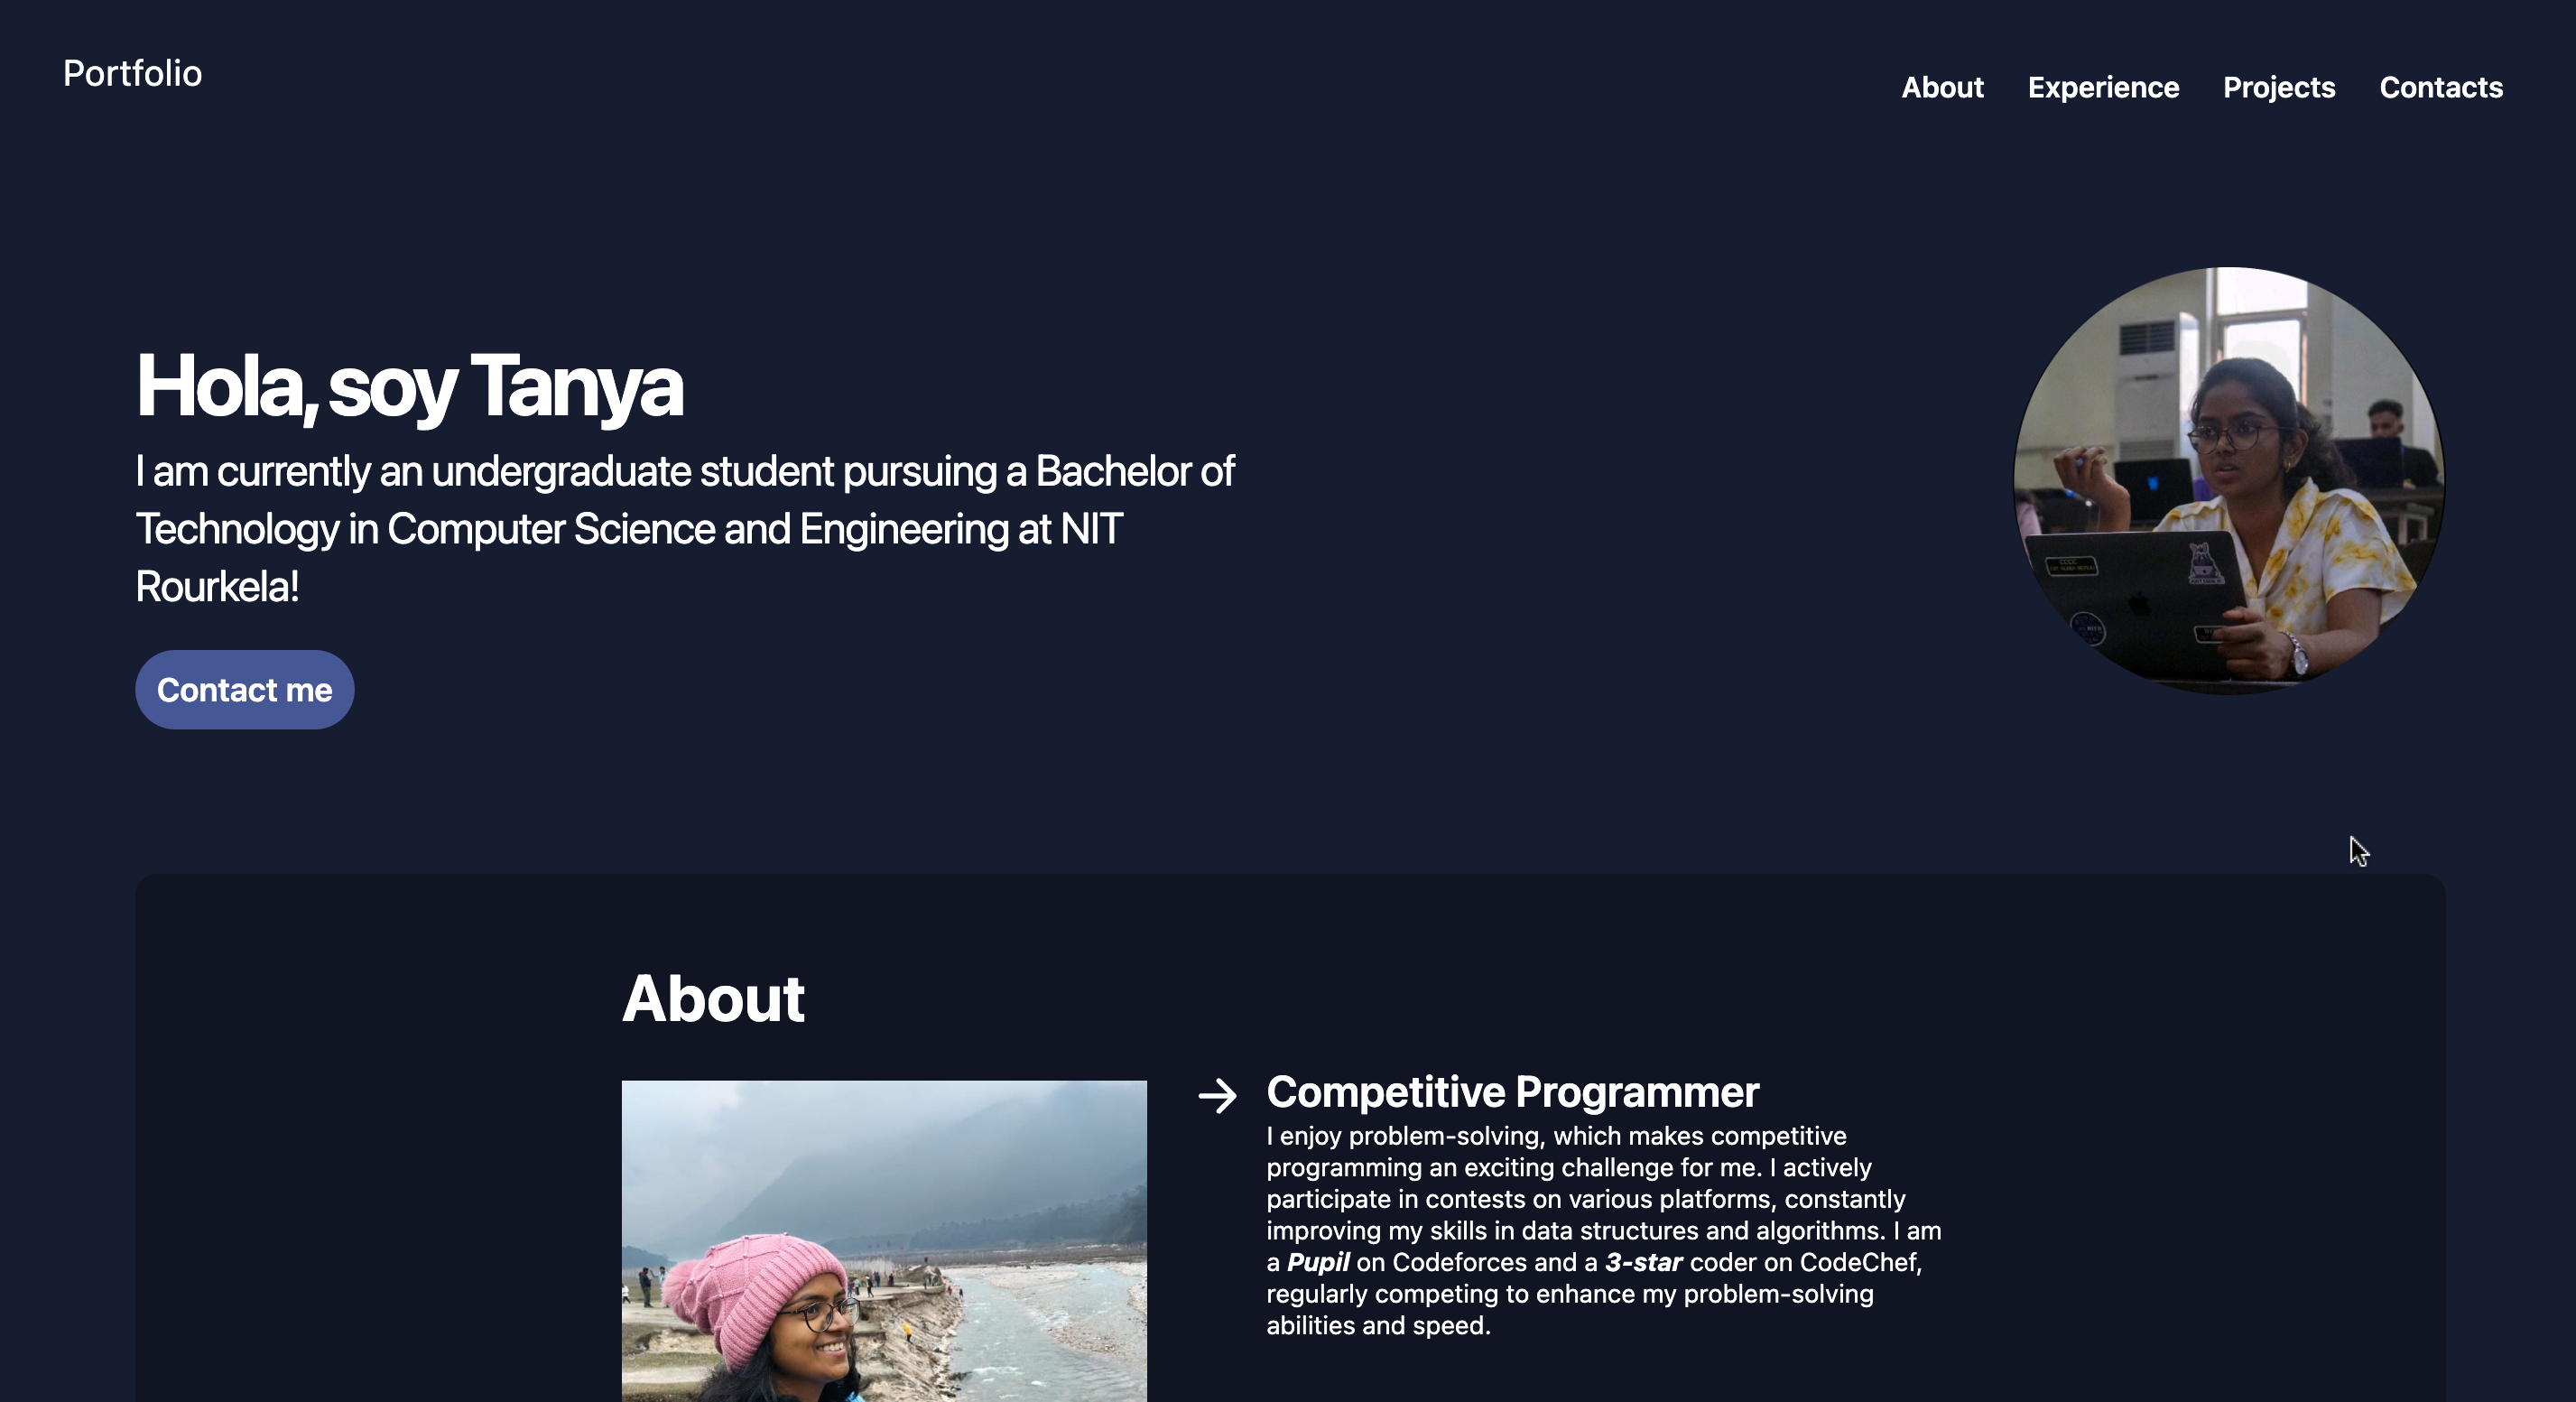 Portfolio
About Experience Projects Contacts
Hola, soy Tanya
I am currently an undergraduate student pursuing a Bachelor of
Technology in Computer Science and Engineering at NIT
Rourkela!
Contact me
About
Competitive Programmer
I enjoy problem-solving, which makes competitive
programming an exciting challenge for me. I actively
participate in contests on various platforms, constantly
improving my skills in data structures and algorithms. I am
a Pupil on Codeforces and a 3-star coder on CodeChef,
regularly competing to enhance my problem-solving
abilities and speed.